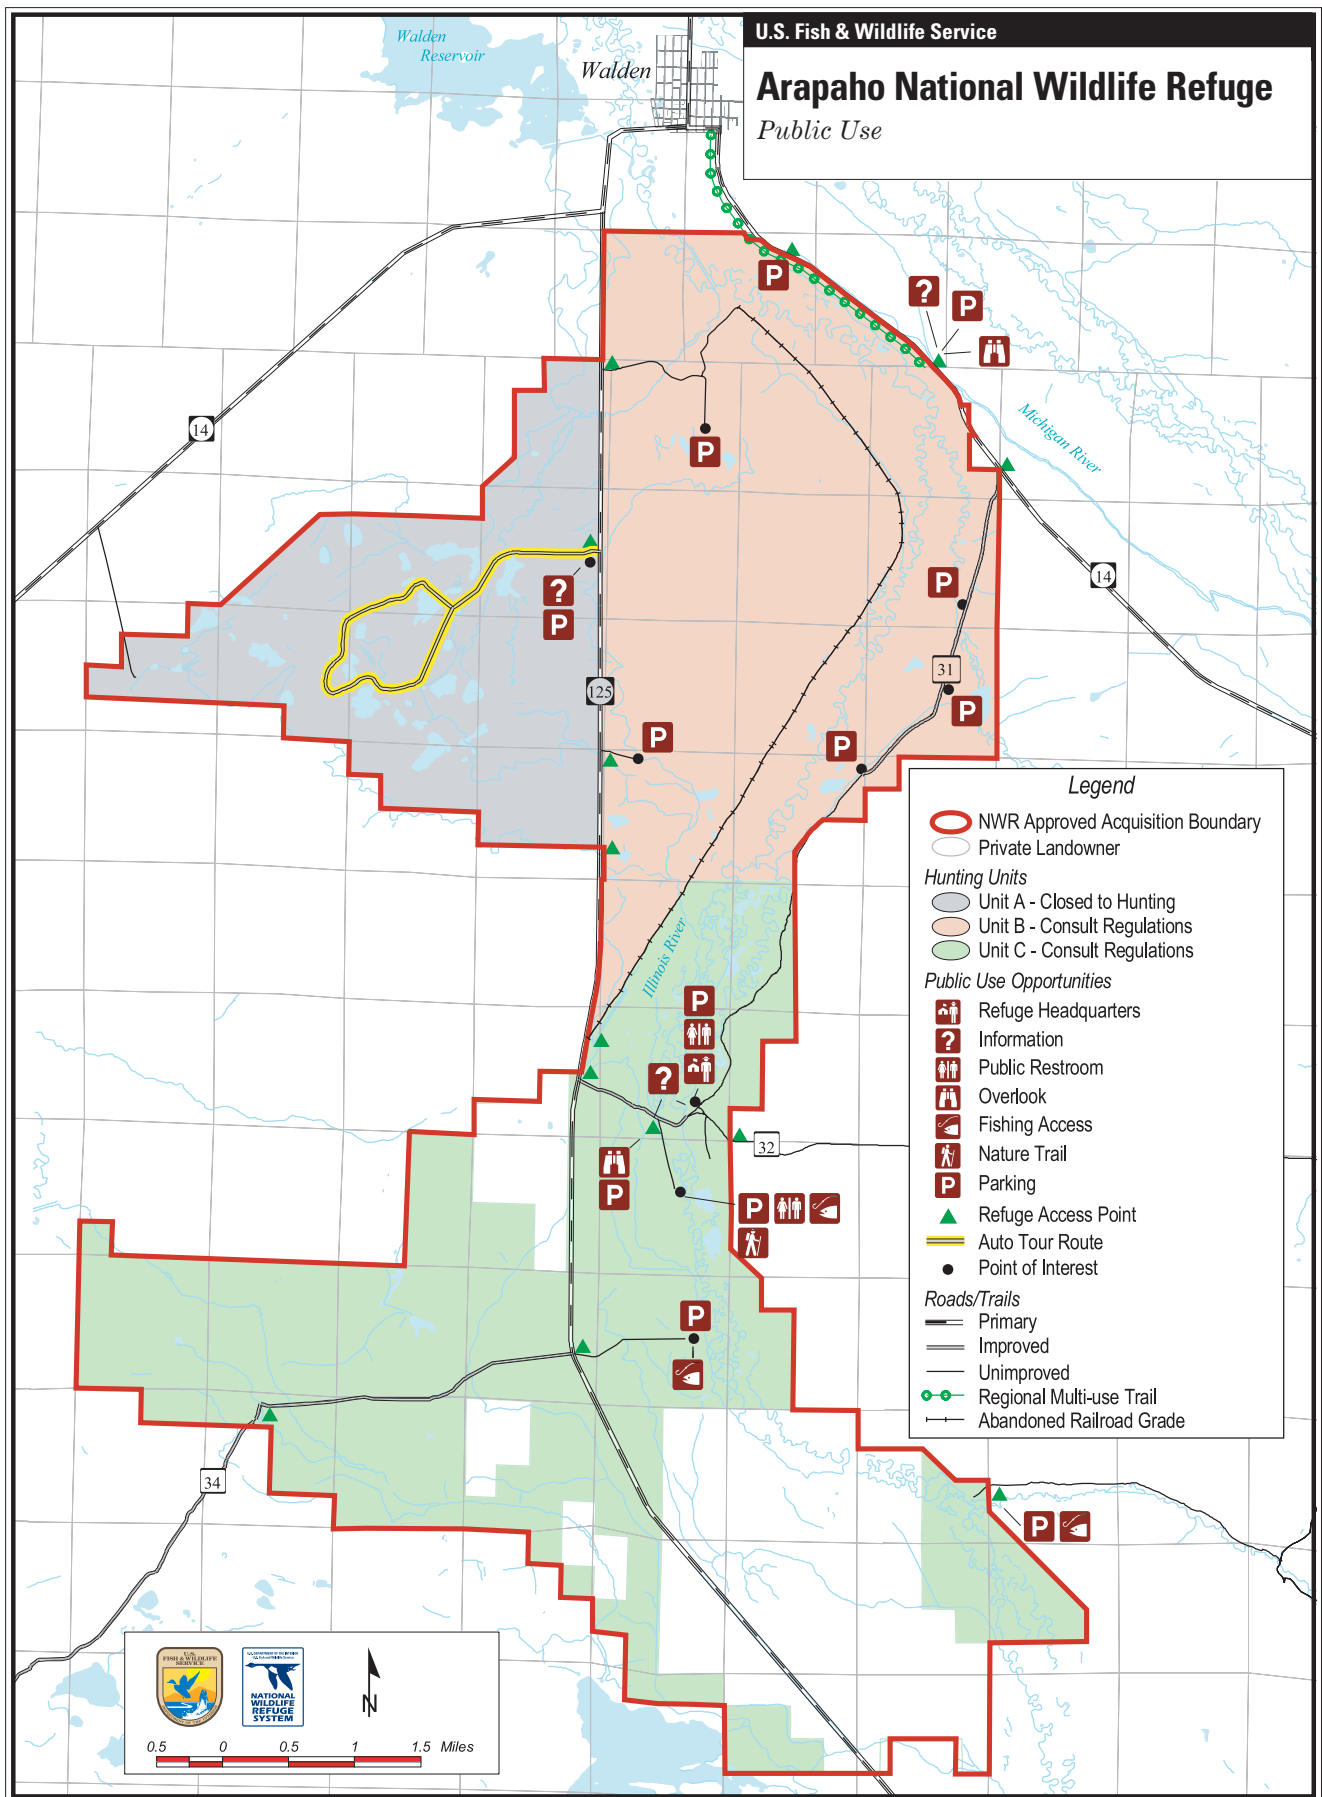 U.S. Fish & Wildlife Service
Arapaho National Wildlife Refuge
Public Use
Walden
Reservoir
Walden
?
P
P
P
14
Michigan River
P
14
?
P
P
31
125
P
P
P
Illinois River
P
?
32
P
P
P
34
P
Legend
NWR Approved Acquisition Boundary
Private Landowner
Hunting Units
Unit A - Closed to Hunting
Unit B - Consult Regulations
Unit C - Consult Regulations
Public Use Opportunities
Refuge Headquarters
? Information
Public Restroom
Overlook
Fishing Access
Nature Trail
P Parking
Refuge Access Point
Auto Tour Route
Point of Interest
Roads/Trails
Primary
Improved
Unimproved
Regional Multi-use Trail
Abandoned Railroad Grade
U.S.
FISH & WILDLIFE
SERVICE
NATIONAL
WILDLIFE
REFUGE
SYSTEM
N
0.5 0 0.5 1 1.5 Miles